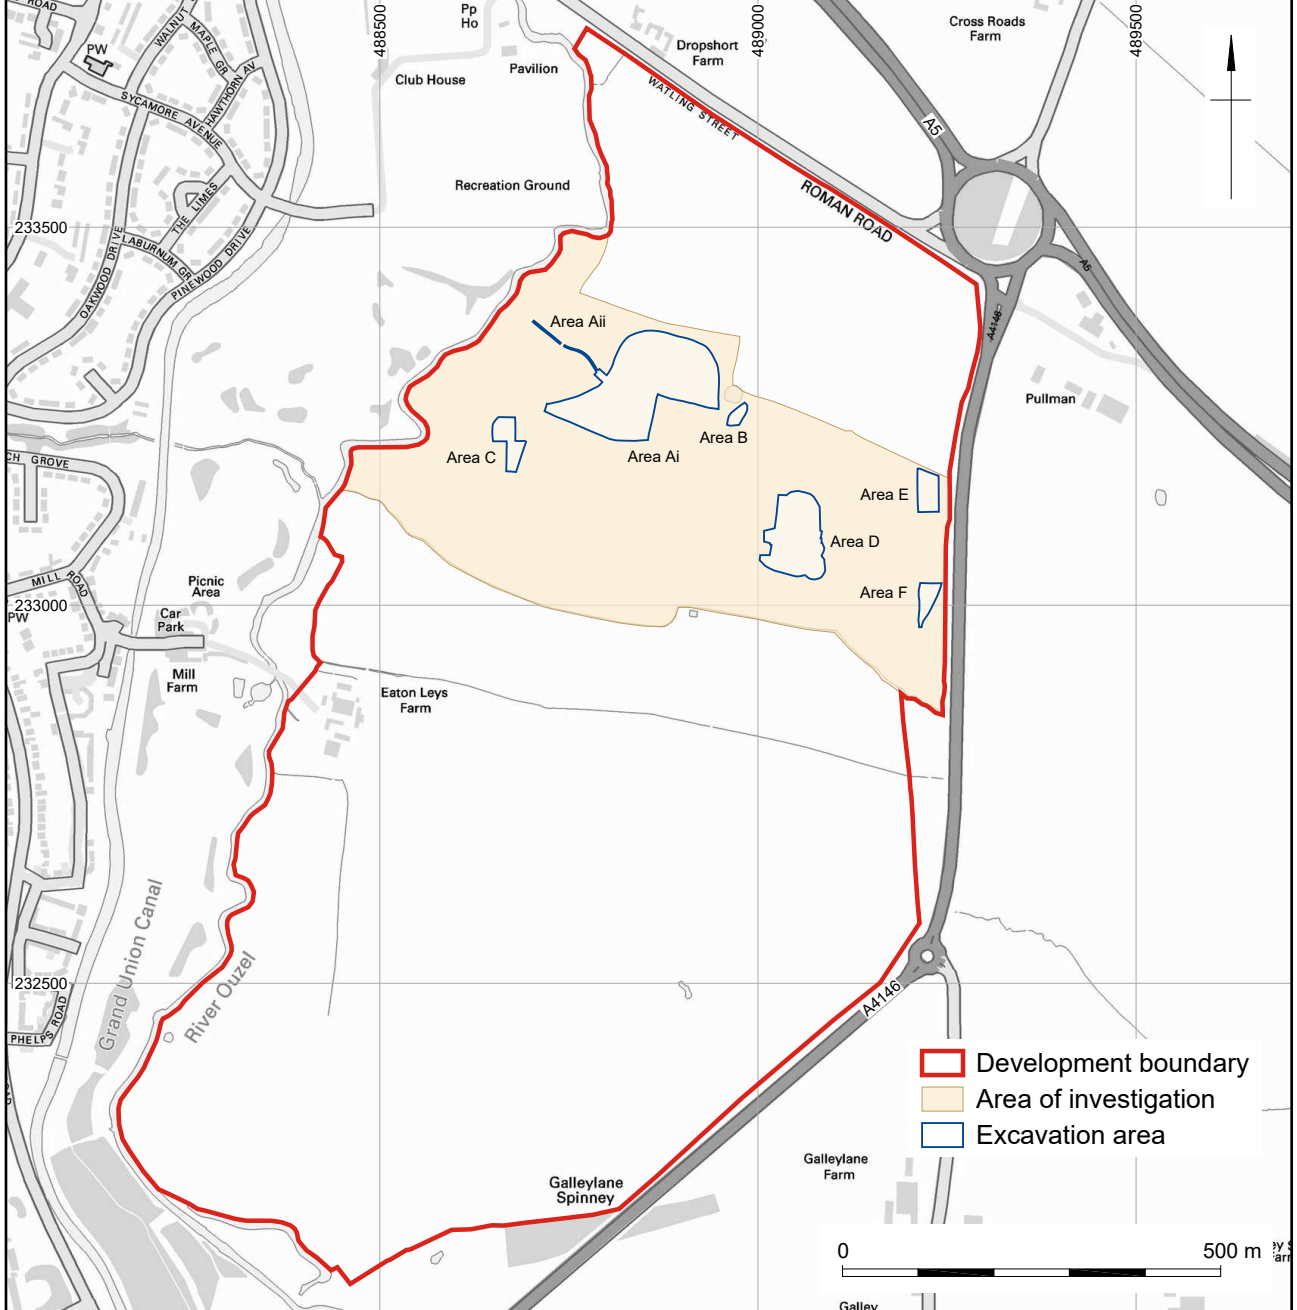 ROAD
WALNUT
MAPLE GR
HAWTHORN AV
PW
SYCAMORE AVENUE
THE LIMES
LABURNUM GR
OAKWOOD DRIVE
PINEWOOD DRIVE
488500
489000
489500
Pp
Ho
Pavilion
Club House
Recreation Ground
Dropshort
Farm
Cross Roads
Farm
WATLING STREET
ROMAN ROAD
A5
A5
A4146
233500
Area Aii
Area Ai
Area B
Area C
Area D
Area E
Area F
Pullman
CH GROVE
MILL ROAD
PW
233000
Picnic
Area
Car
Park
Mill
Farm
Eaton Leys
Farm
232500
PHELPS ROAD
Grand Union Canal
River Ouzel
A4146
Galleylane
Spinney
Galleylane
Farm
Development boundary
Area of investigation
Excavation area
0
500 m
Galley